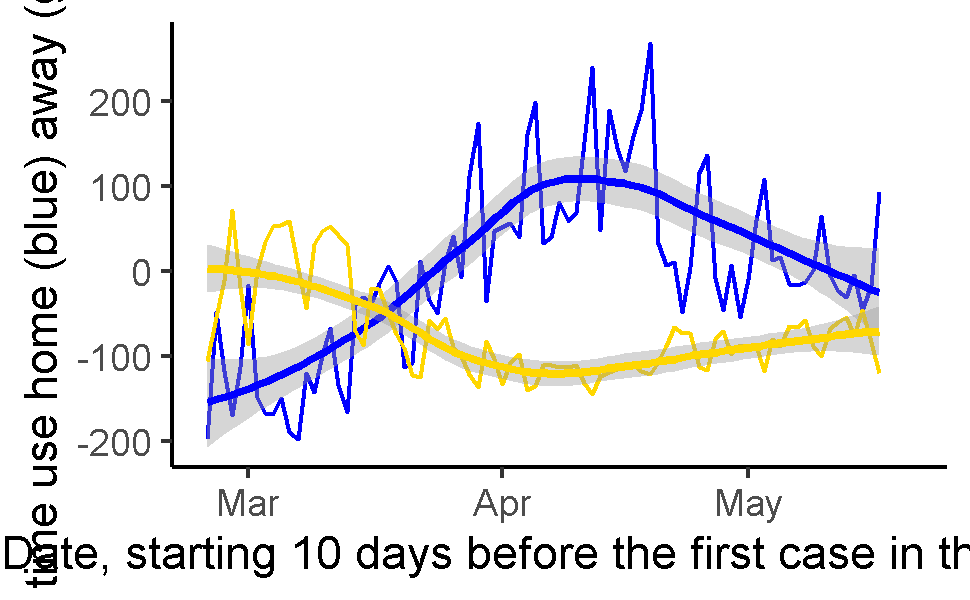 time use home (blue) away (
200
100
0
-100
-200
Mar Apr May
Date, starting 10 days before the first case in th